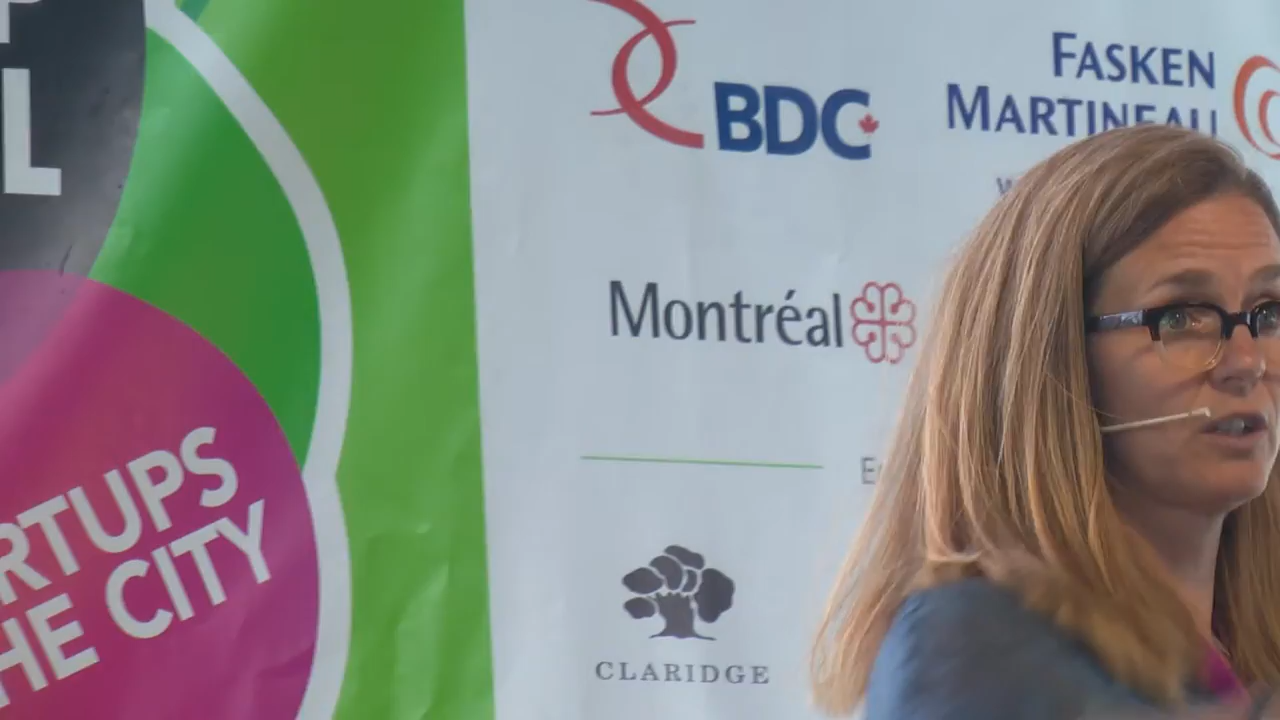 P
L
RTUPS
HE CITY
BDC
FASKEN
MARTINEAU
Montréal
CLARIDGE